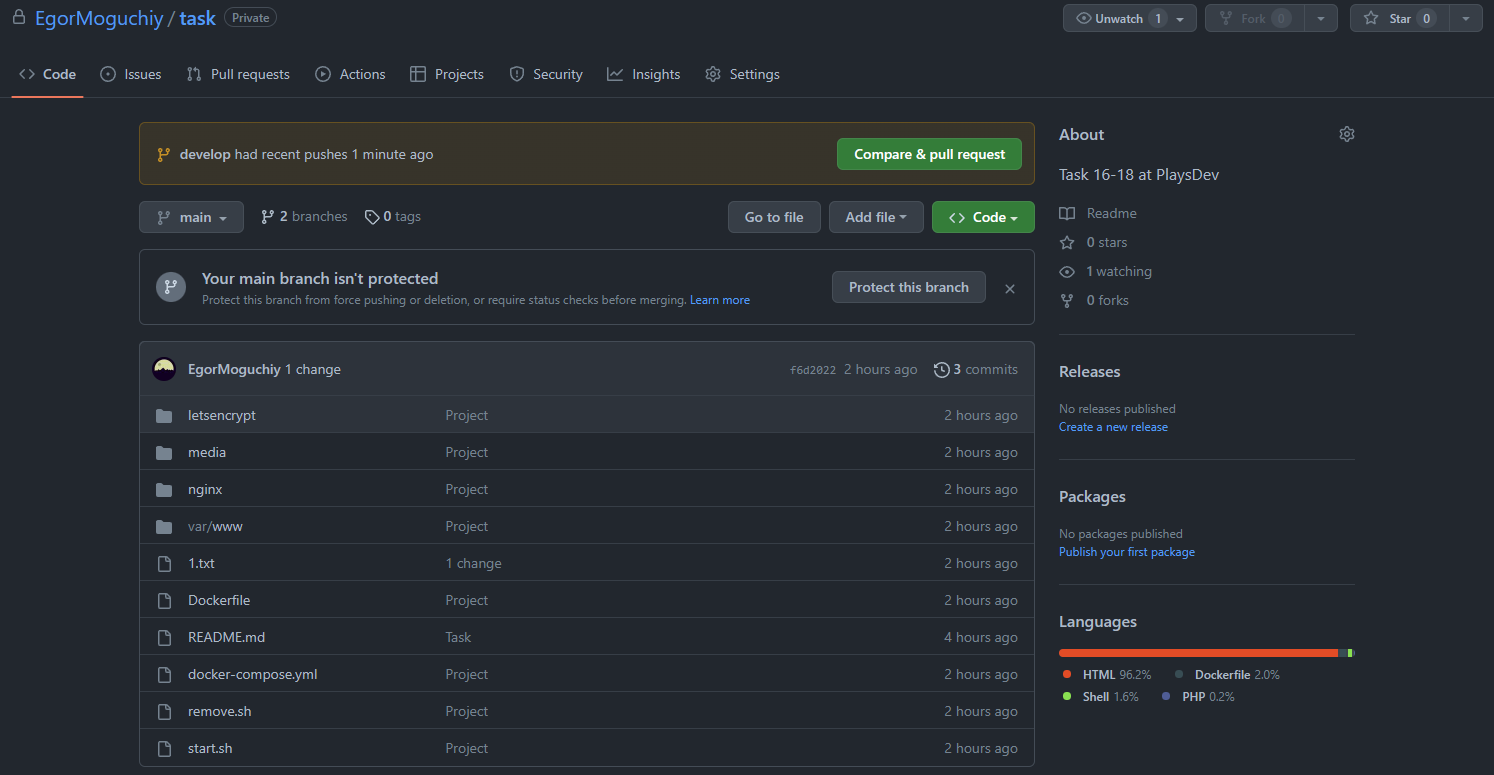 EgorMoguchiy / task Private
Unwatch 1 Fork 0 Star 0
Code Issues Pull requests Actions Projects Security Insights Settings
develop had recent pushes 1 minute ago Compare & pull request
main 2 branches 0 tags Go to file Add file Code
Your main branch isn't protected
Protect this branch from force pushing or deletion, or require status checks before merging. Learn more
Protect this branch
EgorMoguchiy 1 change f6d2022 2 hours ago 3 commits
letsencrypt Project 2 hours ago
media Project 2 hours ago
nginx Project 2 hours ago
var/www Project 2 hours ago
1.txt 1 change 2 hours ago
Dockerfile Project 2 hours ago
README.md Task 4 hours ago
docker-compose.yml Project 2 hours ago
remove.sh Project 2 hours ago
start.sh Project 2 hours ago
About
Task 16-18 at PlaysDev
Readme
0 stars
1 watching
0 forks
Releases
No releases published
Create a new release
Packages
No packages published
Publish your first package
Languages
HTML 96.2% Dockerfile 2.0%
Shell 1.6% PHP 0.2%